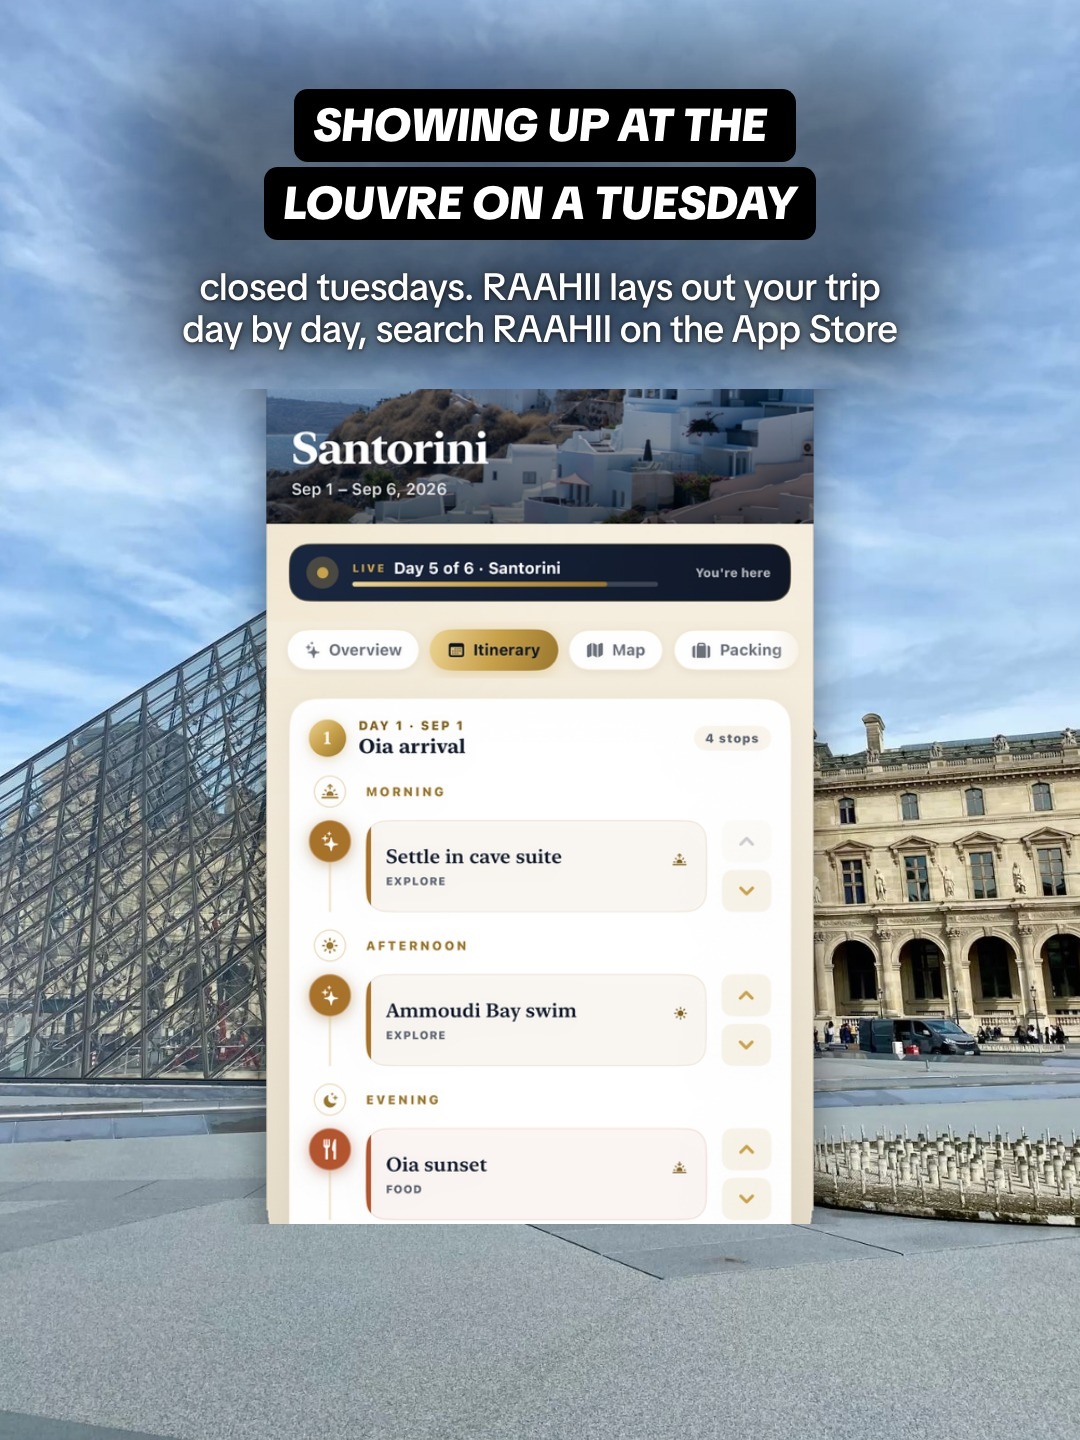 SHOWING UP AT THE
LOUVRE ON A TUESDAY
closed tuesdays. RAAHII lays out your trip
day by day, search RAAHII on the App Store
Santorini
Sep 1 – Sep 6, 2026
LIVE Day 5 of 6 · Santorini
You're here
Overview
Itinerary
Map
Packing
1
DAY 1 · SEP 1
Oia arrival
4 stops
MORNING
Settle in cave suite
EXPLORE
AFTERNOON
Ammoudi Bay swim
EXPLORE
EVENING
Oia sunset
FOOD